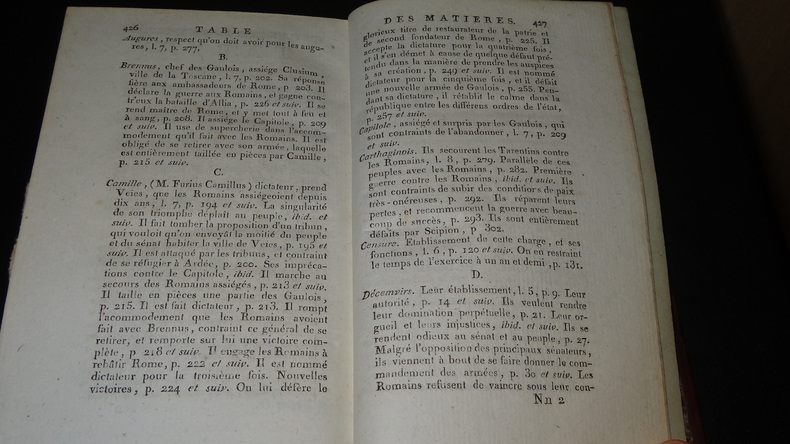 426 TABLE
Augures, respect qu'on doit avoir pour les augu-
res, l. 7, p. 277.
B.
Brennus, chef des Gaulois, assiége Clusium,
ville de la Toscane, l. 7, p. 202. Sa réponse
fière aux ambassadeurs de Rome, p. 203. Il
déclare la guerre aux Romains, et gagne con-
tr'eux la bataille d'Allia, p. 226 et suiv. Il se
rend maître de Rome, et y met tout à feu et
à sang, p. 208. Il assiége le Capitole, p. 209
et suiv. Il use de supercherie dans l'accom-
modement qu'il fait avec les Romains. Il est
obligé de se retirer avec son armée, laquelle
est entièrement taillée en pièces par Camille,
p. 215 et suiv.
C.
Camille, (M. Furius Camillus) dictateur, prend
Veies, que les Romains assiégeoient depuis
dix ans, l. 7, p. 194 et suiv. La singularité
de son triomphe déplaît au peuple, ibid. et
suiv. Il fait tomber la proposition d'un tribun,
qui vouloit qu'on envoyât la moitié du peuple
et du sénat habiter la ville de Veies, p. 195 et
suiv. Il est attaqué par les tribuns, et contraint
de se réfugier à Ardée, p. 200. Ses impréca-
tions contre le Capitole, ibid. Il marche au
secours des Romains assiégés, p. 213 et suiv.
Il taille en pièces une partie des Gaulois,
p. 215. Il est fait dictateur, p. 213. Il rompt
l'acommodement que les Romains avoient
fait avec Brennus, contraint ce général de se
retirer, et remporte sur lui une victoire com-
plète, p 218 et suiv. Il engage les Romains à
rebâtir Rome, p. 222 et suiv. Il est nemmé
dictateur pour la troisième fois. Nouvelles
victoires, p. 224 et suiv. On lui défère le
DES MATIERES. 427
glorieux titre de restaurateur de la patrie et
de second fondateur de Rome, p. 225. Il
accepte la dictature pour la quatrième fois,
et s'en démet à cause de quelque défaut pré-
tendu dans la manière de prendre les auspices
à sa création, p. 249 et suiv. Il est nommé
dictateur pour la cinquième fois, et il défait
une nouvelle armée de Gaulois, p. 255. Pen-
dant sa dictature, il rétablit le calme dans la
république entre les différens ordres de l'état,
p. 257 et suiv.
Capitole, assiégé et surpris par les Gaulois, qui
sont contraints de l'abandonner, l. 7, p. 209
et suiv.
Carthaginois. Ils secourent les Tarentins contre
les Romains, l. 8, p. 279. Parallèle de ces
peuples avec les Romains, p. 282. Première
guerre contre les Romains, ibid. et suiv. Ils
sont contraints de subir des conditions de paix
très-onéreuses, p. 292. Ils réparent leurs
pertes, et recommencent la guerre avec beau-
coup de succès, p. 293. Ils sont entièrement
défaits par Scipion, p 302.
Censure. Établissement de cette charge, et ses
fonctions, l. 6, p. 120 et suiv. On en restraint
le temps de l'exercice à un an et demi, p. 131.
D.
Décemvirs. Leur établissement, l. 5, p. 9. Leur
autorité, p. 14 et suiv. Ils veulent rendre
leur domination perpétuelle, p. 21. Leur or-
gueil et leurs injustices, ibid. et suiv. Ils se
rendent odieux au sénat et au peuple, p. 27.
Malgré l'opposition des principaux sénateurs,
ils viennent à bout de se faire donner le com-
mandement des armées, p. 30 et suiv. Les
Romains refusent de vaincre sous leur con-
Nn 2